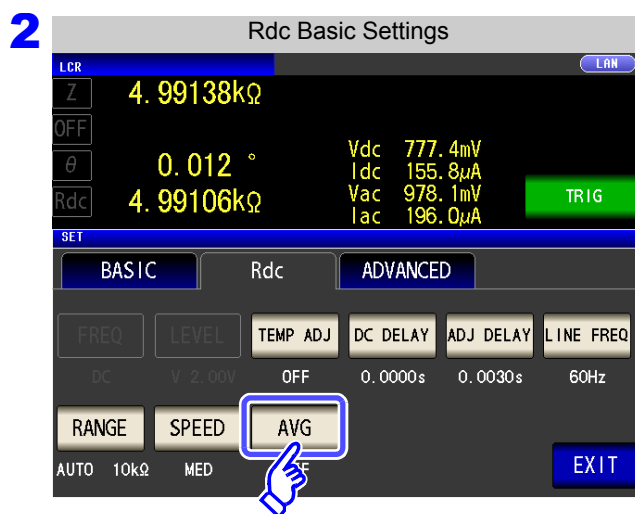 2
Rdc Basic Settings
LCR
LAN
Z 4.99138kΩ
OFF
θ 0.012 °
Rdc 4.99106kΩ
Vdc 777.4mV
Idc 155.8μA
Vac 978.1mV
Iac 196.0μA
TRIG
SET
BASIC Rdc ADVANCED
FREQ LEVEL TEMP ADJ DC DELAY ADJ DELAY LINE FREQ
DC V 2.00V OFF 0.0000s 0.0030s 60Hz
RANGE SPEED AVG
AUTO 10kΩ MED
EXIT